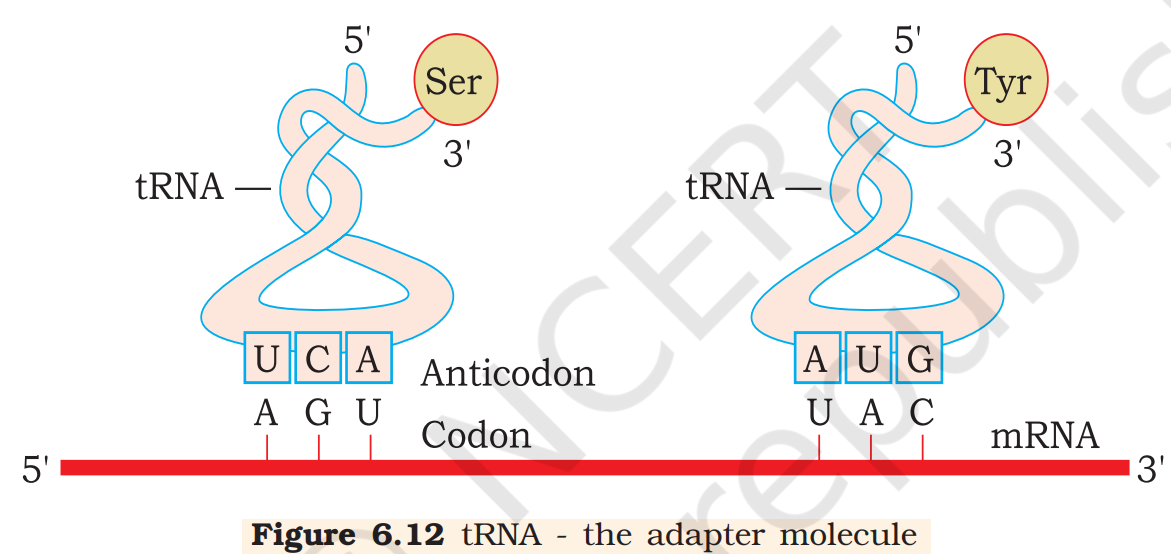 5' 5'
Ser Tyr
3' 3'
tRNA tRNA
U C A A U G
Anticodon
A G U U A C
Codon mRNA
5' 3'
Figure 6.12 tRNA - the adapter molecule
© NCERT
republis